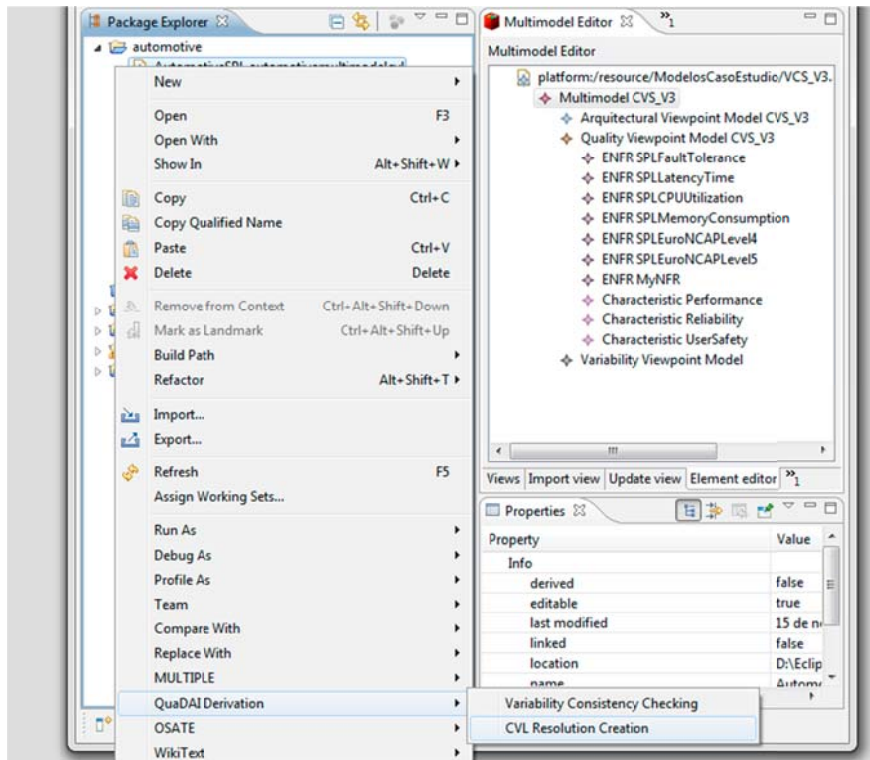 Package Explorer
automotive
New
Open F3
Open With
Show In Alt+Shift+W
Copy Ctrl+C
Copy Qualified Name
Paste Ctrl+V
Delete Delete
Remove from Context Ctrl+Alt+Shift+Down
Mark as Landmark Ctrl+Alt+Shift+Up
Build Path
Refactor Alt+Shift+T
Import...
Export...
Refresh F5
Assign Working Sets...
Run As
Debug As
Profile As
Team
Compare With
Replace With
MULTIPLE
QuaDAI Derivation
OSATE
WikiText
Variability Consistency Checking
CVL Resolution Creation
Multimodel Editor »1
Multimodel Editor
platform:/resource/ModelosCasoEstudio/VCS_V3.
Multimodel CVS_V3
Arquitectural Viewpoint Model CVS_V3
Quality Viewpoint Model CVS_V3
ENFR SPLFaultTolerance
ENFR SPLLatencyTime
ENFR SPLCPUUtilization
ENFR SPLMemoryConsumption
ENFR SPLEuroNCAPLevel4
ENFR SPLEuroNCAPLevel5
ENFR MyNFR
Characteristic Performance
Characteristic Reliability
Characteristic UserSafety
Variability Viewpoint Model
Views Import view Update view Element editor »1
Properties
Property Value
Info
derived false
editable true
last modified 15 de n
linked false
location D:\Eclip
name Autom